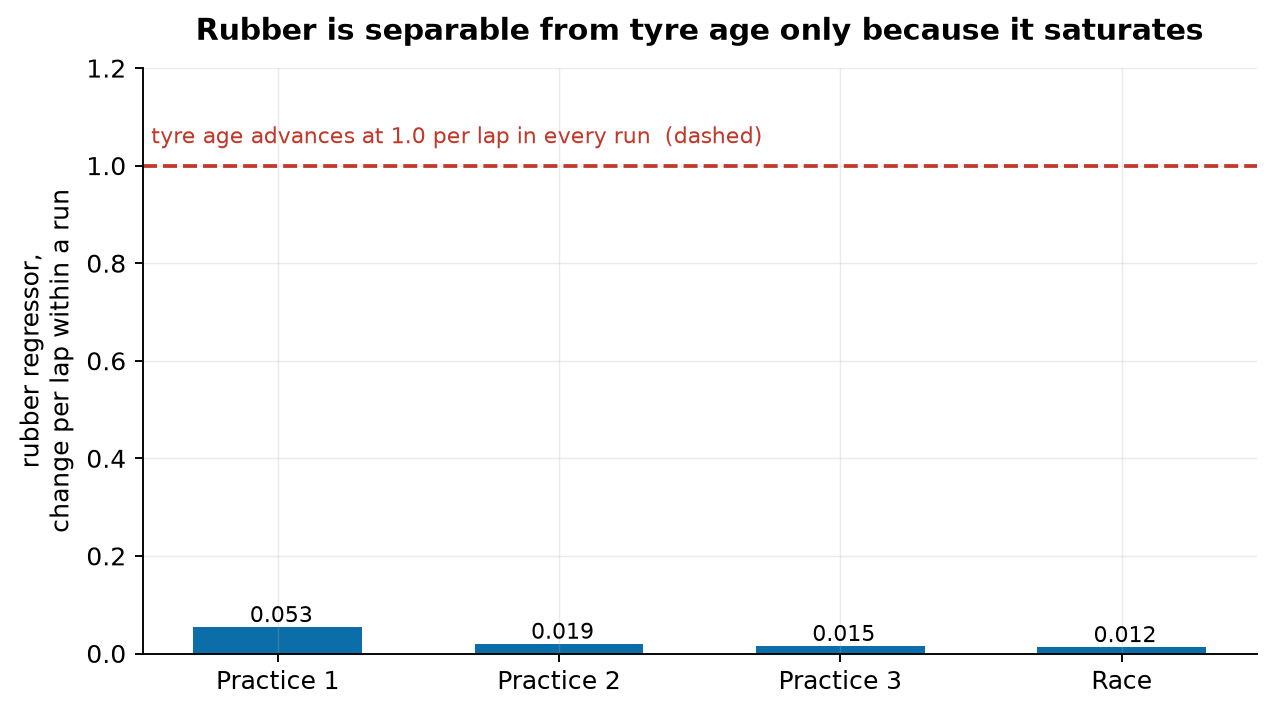 Rubber is separable from tyre age only because it saturates
1.2
tyre age advances at 1.0 per lap in every run  (dashed)
1.0
0.8
0.6
0.4
0.2
0.0
rubber regressor,
change per lap within a run
0.053
0.019
0.015
0.012
Practice 1
Practice 2
Practice 3
Race